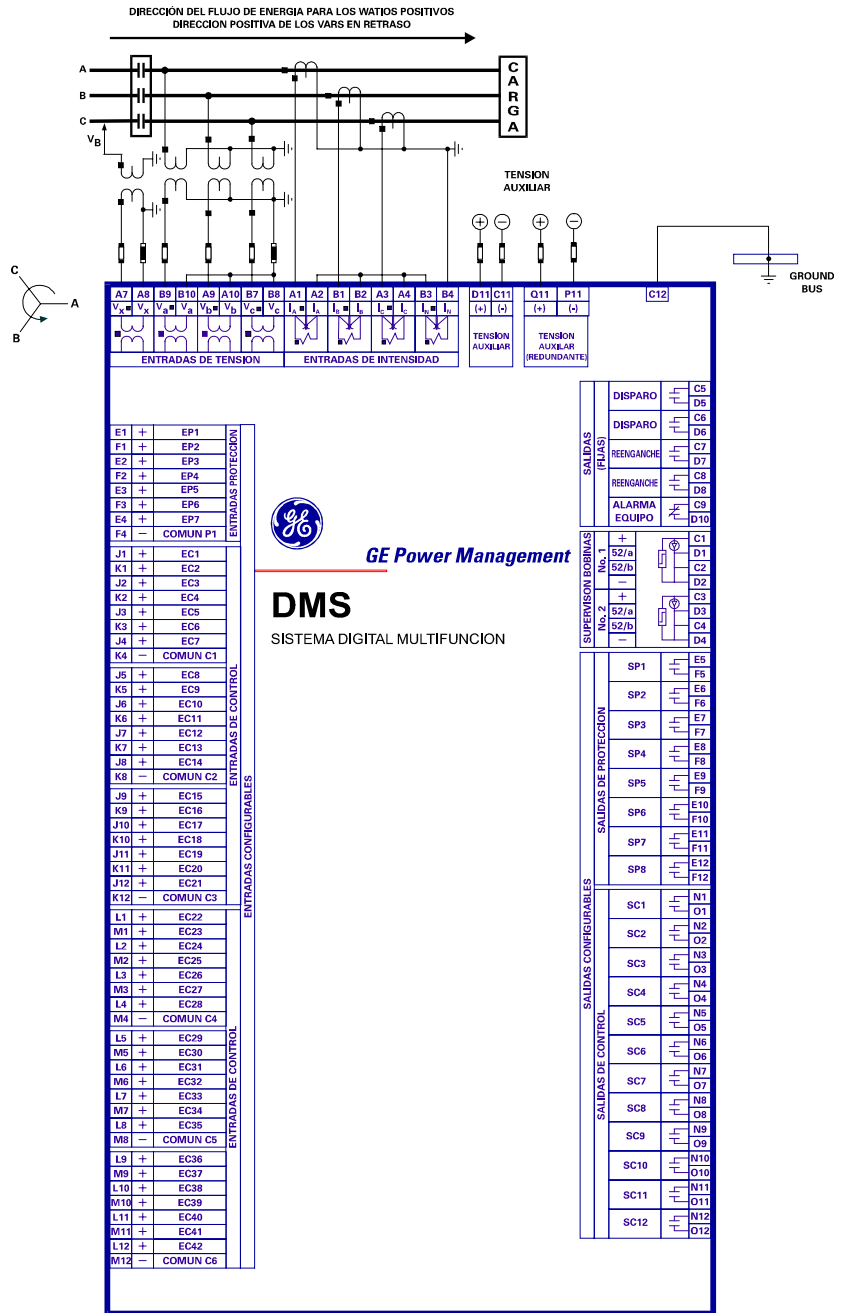 DIRECCIÓN DEL FLUJO DE ENERGIA PARA LOS WATIOS POSITIVOS
DIRECCION POSITIVA DE LOS VARS EN RETRASO
A
B
C
CARGA
VB
TENSION
AUXILIAR
GROUND
BUS
C
A
B
A7 A8 B9 B10 A9 A10 B7 B8 A1 A2 B1 B2 A3 A4 B3 B4 D11 C11 Q11 P11 C12
Vx Vx Va Va Vb Vb Vc Vc IA IA IB IB IC IC IN IN (+) (-) (+) (-)
ENTRADAS DE TENSION
ENTRADAS DE INTENSIDAD
TENSION
AUXILIAR
TENSION
AUXILAR
(REDUNDANTE)
E1 + EP1
F1 + EP2
E2 + EP3
F2 + EP4
E3 + EP5
F3 + EP6
E4 + EP7
F4 − COMUN P1
ENTRADAS PROTECCION
J1 + EC1
K1 + EC2
J2 + EC3
K2 + EC4
J3 + EC5
K3 + EC6
J4 + EC7
K4 − COMUN C1
J5 + EC8
K5 + EC9
J6 + EC10
K6 + EC11
J7 + EC12
K7 + EC13
J8 + EC14
K8 − COMUN C2
J9 + EC15
K9 + EC16
J10 + EC17
K10 + EC18
J11 + EC19
K11 + EC20
J12 + EC21
K12 − COMUN C3
ENTRADAS DE CONTROL
L1 + EC22
M1 + EC23
L2 + EC24
M2 + EC25
L3 + EC26
M3 + EC27
L4 + EC28
M4 − COMUN C4
L5 + EC29
M5 + EC30
L6 + EC31
M6 + EC32
L7 + EC33
M7 + EC34
L8 + EC35
M8 − COMUN C5
L9 + EC36
M9 + EC37
L10 + EC38
M10 + EC39
L11 + EC40
M11 + EC41
L12 + EC42
M12 − COMUN C6
ENTRADAS DE CONTROL
ENTRADAS CONFIGURABLES
GE
GE Power Management
DMS
SISTEMA DIGITAL MULTIFUNCION
SALIDAS
(FIJAS)
DISPARO C5 D5
DISPARO C6 D6
REENGANCHE C7 D7
REENGANCHE C8 D8
ALARMA
EQUIPO C9 D10
SUPERVISON BOBINAS
No. 1
+ C1
52/a D1
52/b C2
− D2
No. 2
+ C3
52/a D3
52/b C4
− D4
SALIDAS CONFIGURABLES
SALIDAS DE PROTECCION
SP1 E5 F5
SP2 E6 F6
SP3 E7 F7
SP4 E8 F8
SP5 E9 F9
SP6 E10 F10
SP7 E11 F11
SP8 E12 F12
SALIDAS DE CONTROL
SC1 N1 O1
SC2 N2 O2
SC3 N3 O3
SC4 N4 O4
SC5 N5 O5
SC6 N6 O6
SC7 N7 O7
SC8 N8 O8
SC9 N9 O9
SC10 N10 O10
SC11 N11 O11
SC12 N12 O12